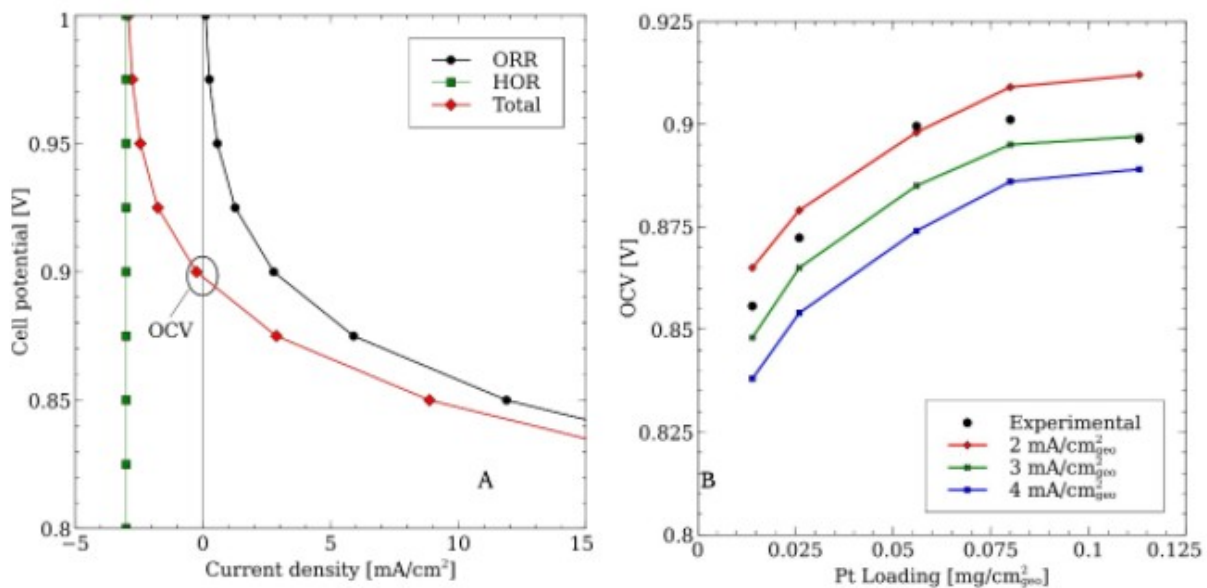 1
0.95
0.9
0.85
0.8
Cell potential [V]
ORR
HOR
Total
OCV
A
−5
0
5
10
15
Current density [mA/cm²]
0.925
0.9
0.875
0.85
0.825
0.8
OCV [V]
Experimental
2 mA/cm²geo
3 mA/cm²geo
4 mA/cm²geo
B
0
0.025
0.05
0.075
0.1
0.125
Pt Loading [mg/cm²geo]